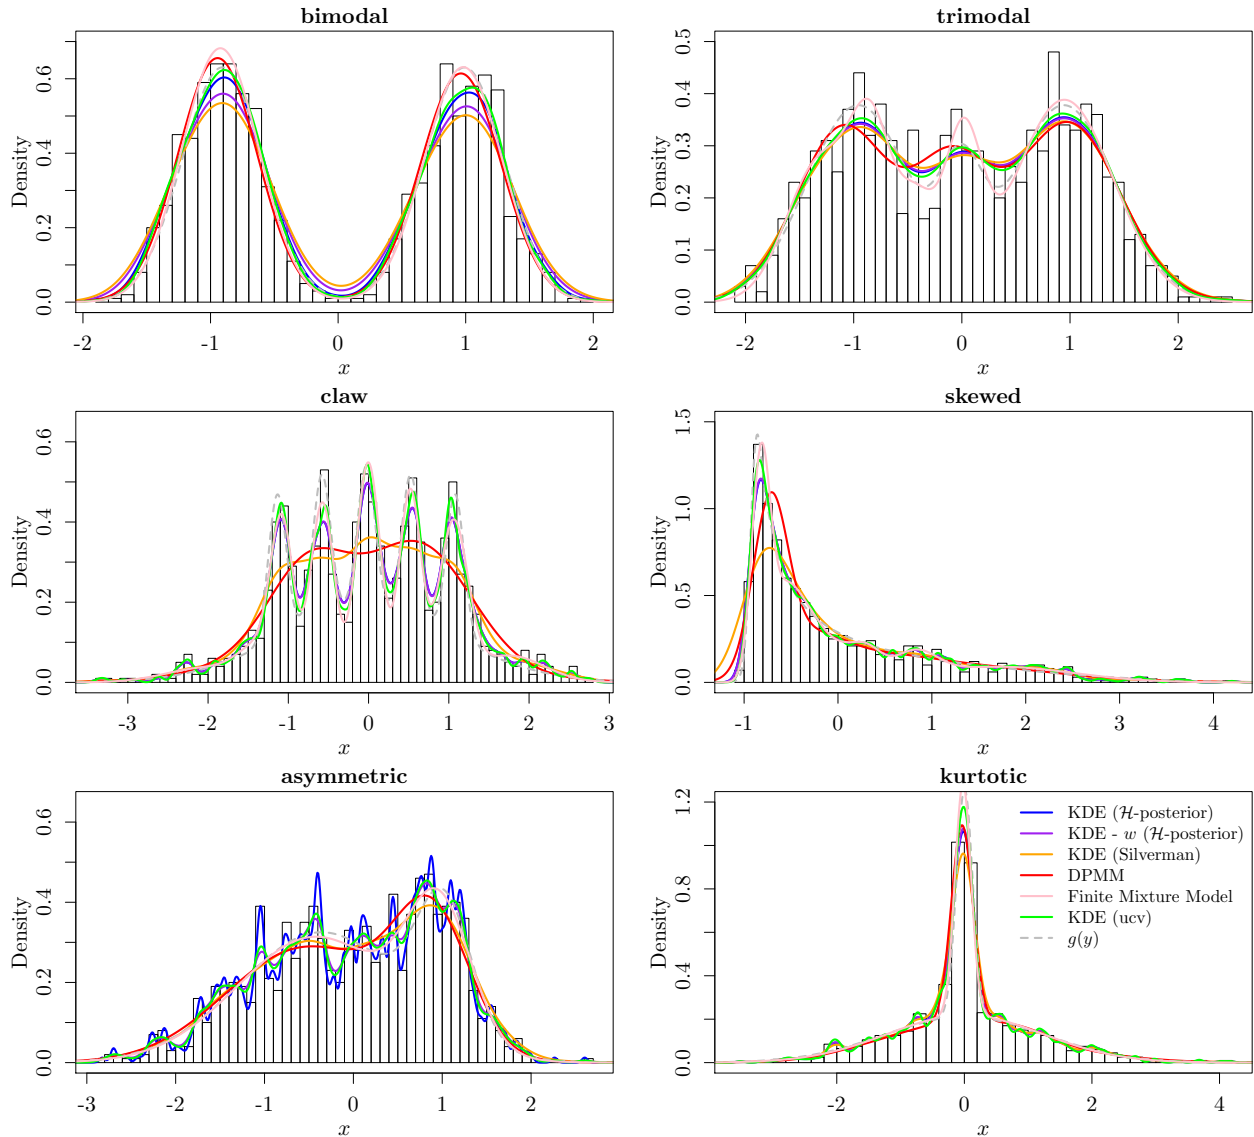 bimodal
Density
0.0 0.2 0.4 0.6
-2 -1 0 1 2
x
trimodal
Density
0.0 0.1 0.2 0.3 0.4 0.5
-2 -1 0 1 2
x
claw
Density
0.0 0.2 0.4 0.6
-3 -2 -1 0 1 2 3
x
skewed
Density
0.0 0.5 1.0 1.5
-1 0 1 2 3 4
x
asymmetric
Density
0.0 0.2 0.4 0.6
-3 -2 -1 0 1 2
x
kurtotic
Density
0.0 0.4 0.8 1.2
-2 0 2 4
x
KDE (ℋ-posterior)
KDE - w (ℋ-posterior)
KDE (Silverman)
DPMM
Finite Mixture Model
KDE (ucv)
g(y)